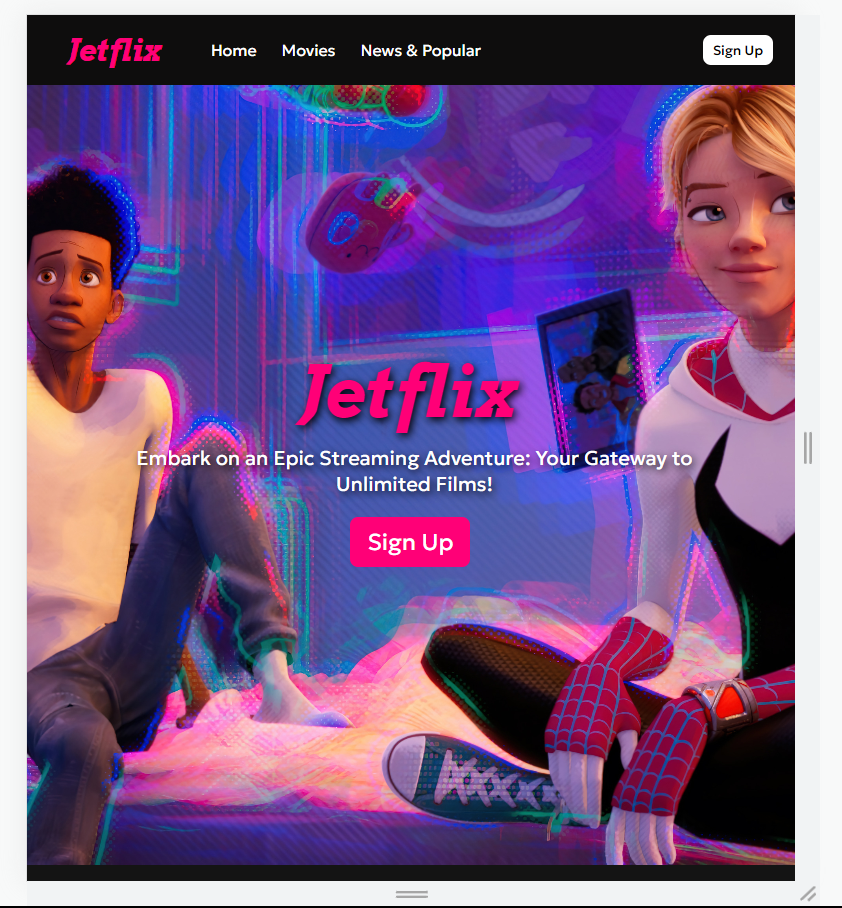 Jetflix
Home
Movies
News & Popular
Sign Up
Jetflix
Embark on an Epic Streaming Adventure: Your Gateway to
Unlimited Films!
Sign Up